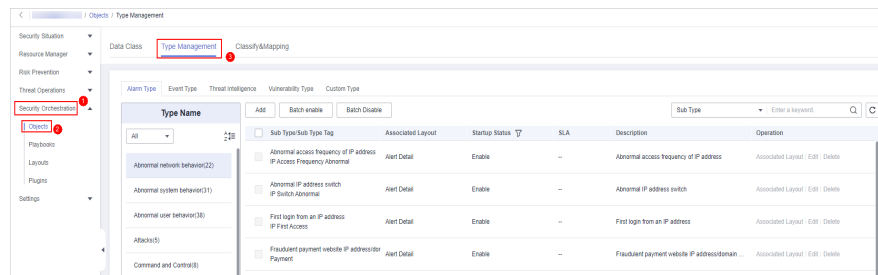 / Objects / Type Management
Security Situation
Resource Manager
Risk Prevention
Threat Operations
Security Orchestration
1
Objects
2
Playbooks
Layouts
Plugins
Settings
Data Class
Type Management
Classify&Mapping
3
Alarm Type
Event Type
Threat Intelligence
Vulnerability Type
Custom Type
Type Name
All
Abnormal network behavior(22)
Abnormal system behavior(31)
Abnormal user behavior(38)
Attacks(5)
Command and Control(8)
Add
Batch enable
Batch Disable
Sub Type
Enter a keyword.
Sub Type/Sub Type Tag Associated Layout Startup Status SLA Description Operation
Abnormal access frequency of IP address
IP Access Frequency Abnormal
Alert Detail Enable -- Abnormal access frequency of IP address Associated Layout | Edit | Delete
Abnormal IP address switch
IP Switch Abnormal
Alert Detail Enable -- Abnormal IP address switch Associated Layout | Edit | Delete
First login from an IP address
IP First Access
Alert Detail Enable -- First login from an IP address Associated Layout | Edit | Delete
Fraudulent payment website IP address/dor
Payment
Alert Detail Enable -- Fraudulent payment website IP address/domain ... Associated Layout | Edit | Delete